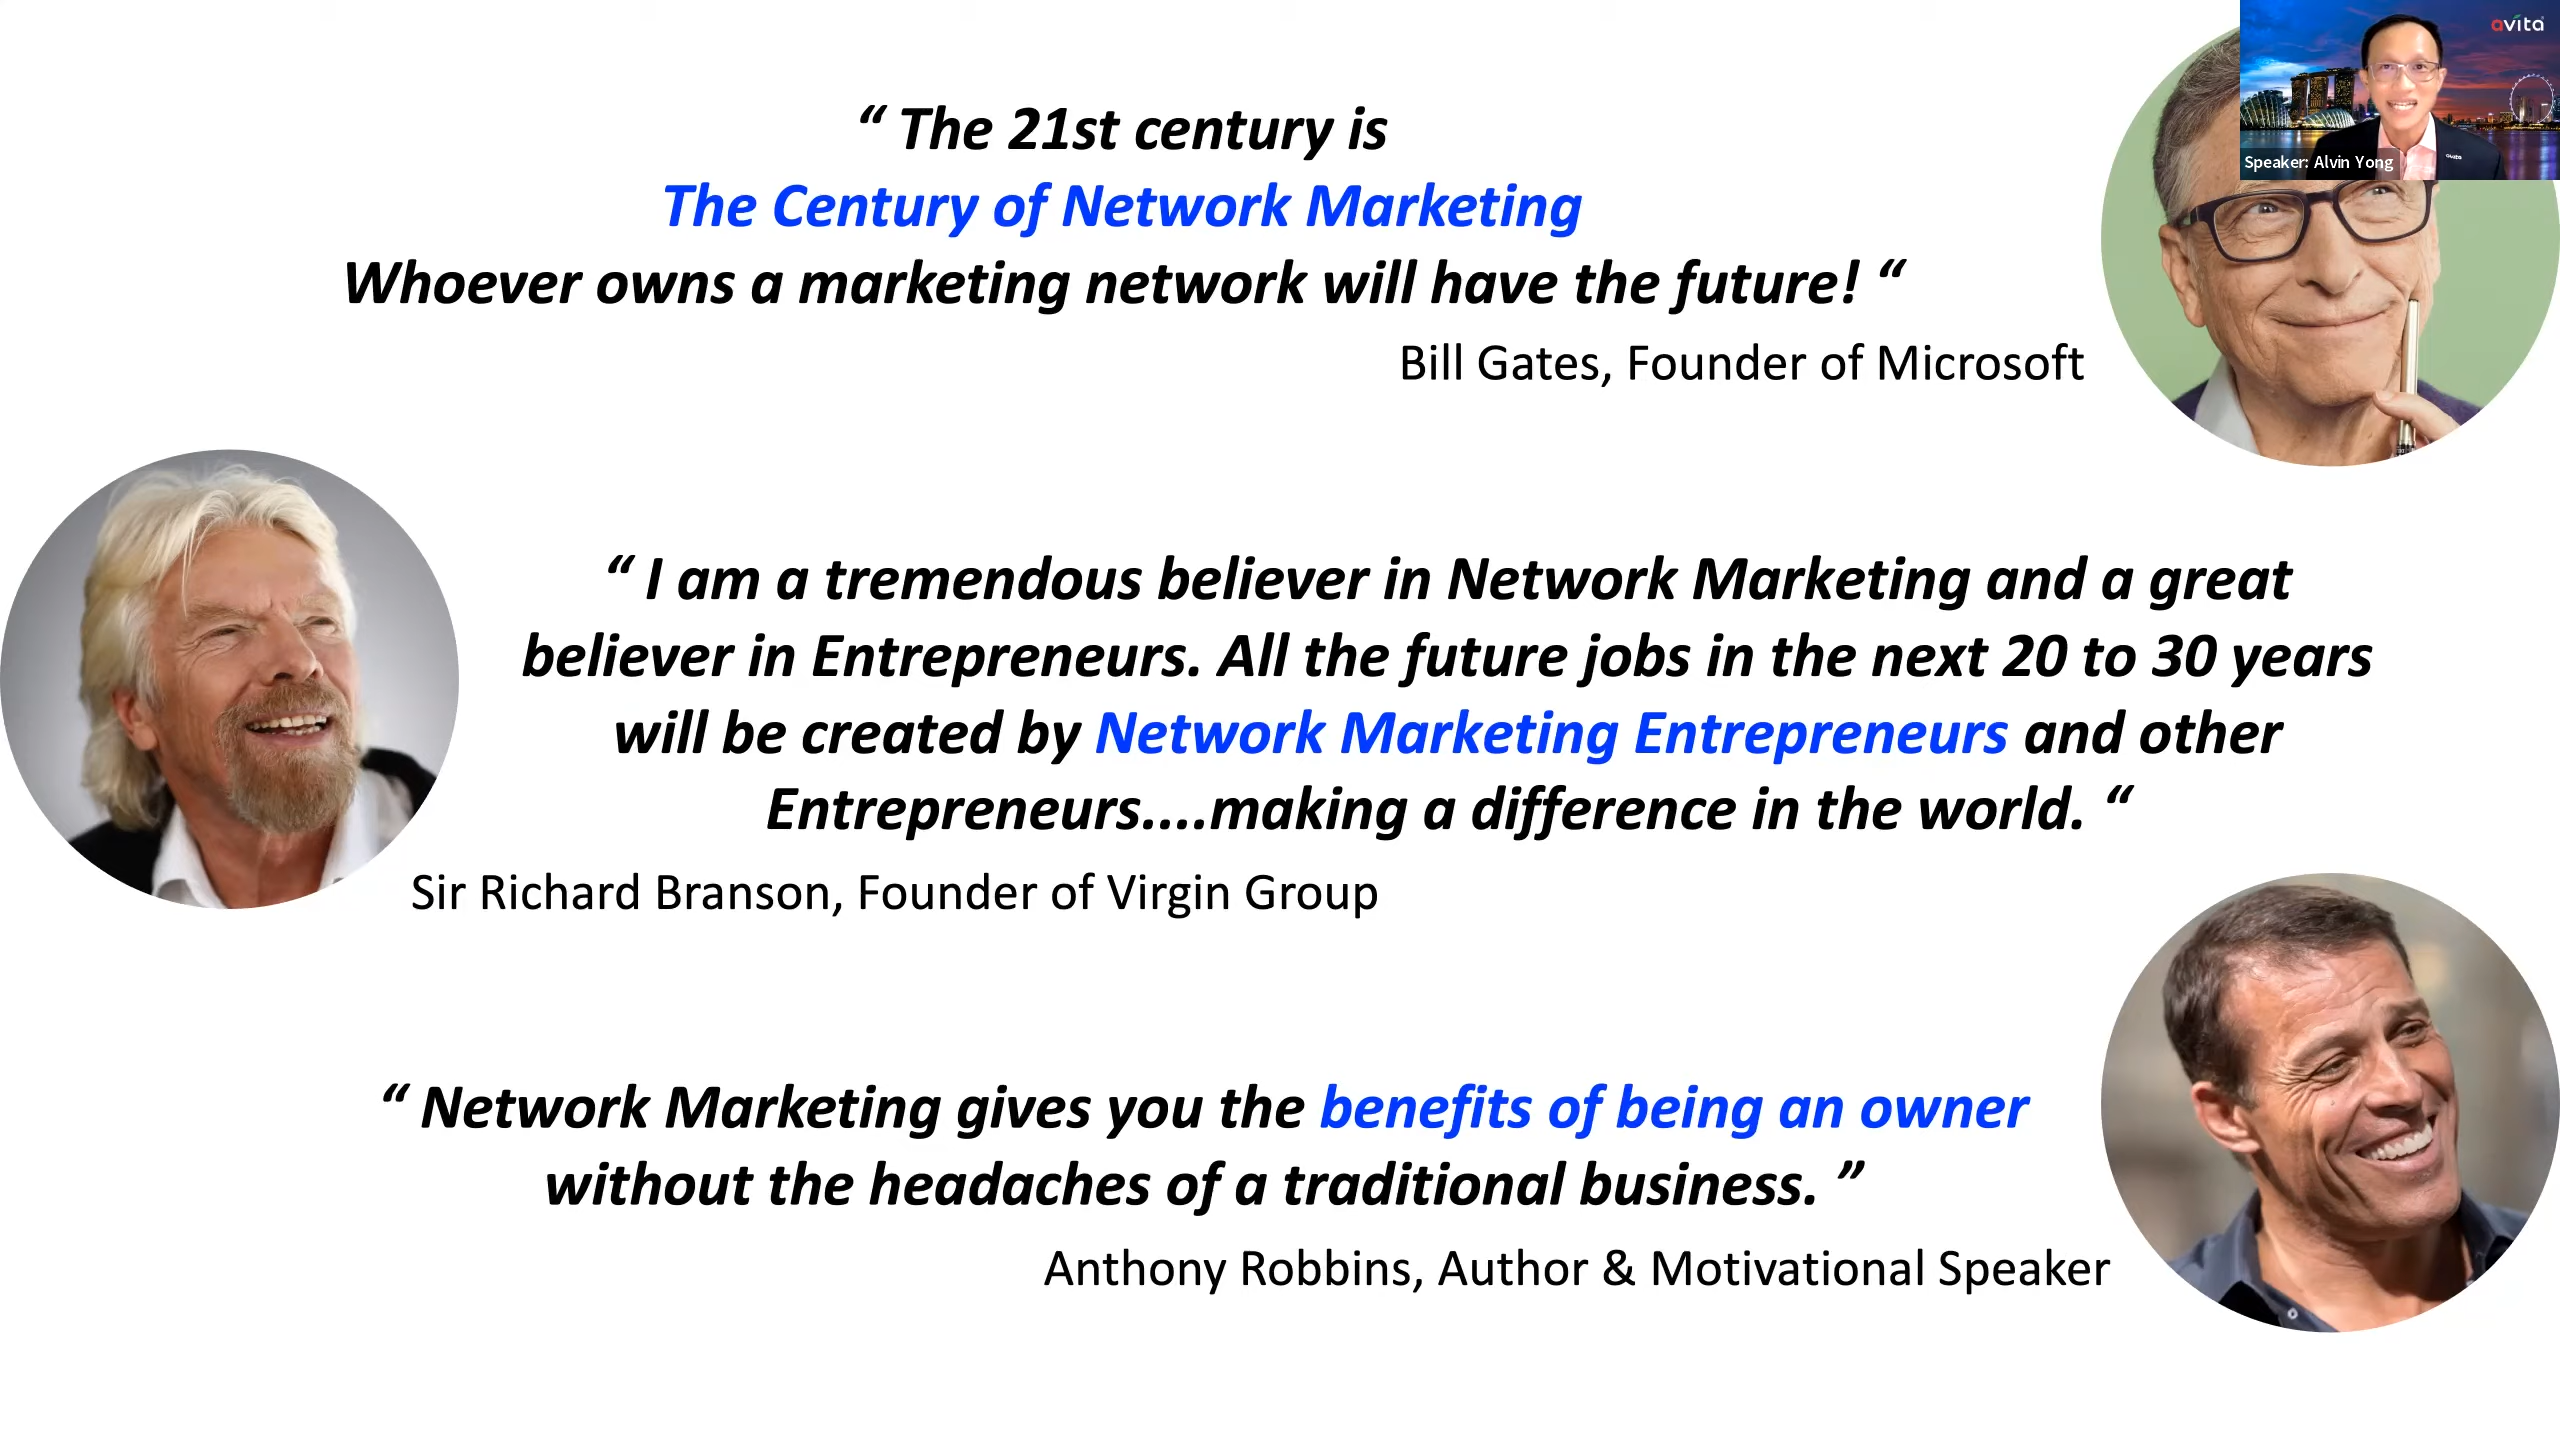 avita
Speaker: Alvin Yong
“ The 21st century is
The Century of Network Marketing
Whoever owns a marketing network will have the future! “
Bill Gates, Founder of Microsoft
“ I am a tremendous believer in Network Marketing and a great
believer in Entrepreneurs. All the future jobs in the next 20 to 30 years
will be created by Network Marketing Entrepreneurs and other
Entrepreneurs....making a difference in the world. “
Sir Richard Branson, Founder of Virgin Group
“ Network Marketing gives you the benefits of being an owner
without the headaches of a traditional business. ”
Anthony Robbins, Author & Motivational Speaker